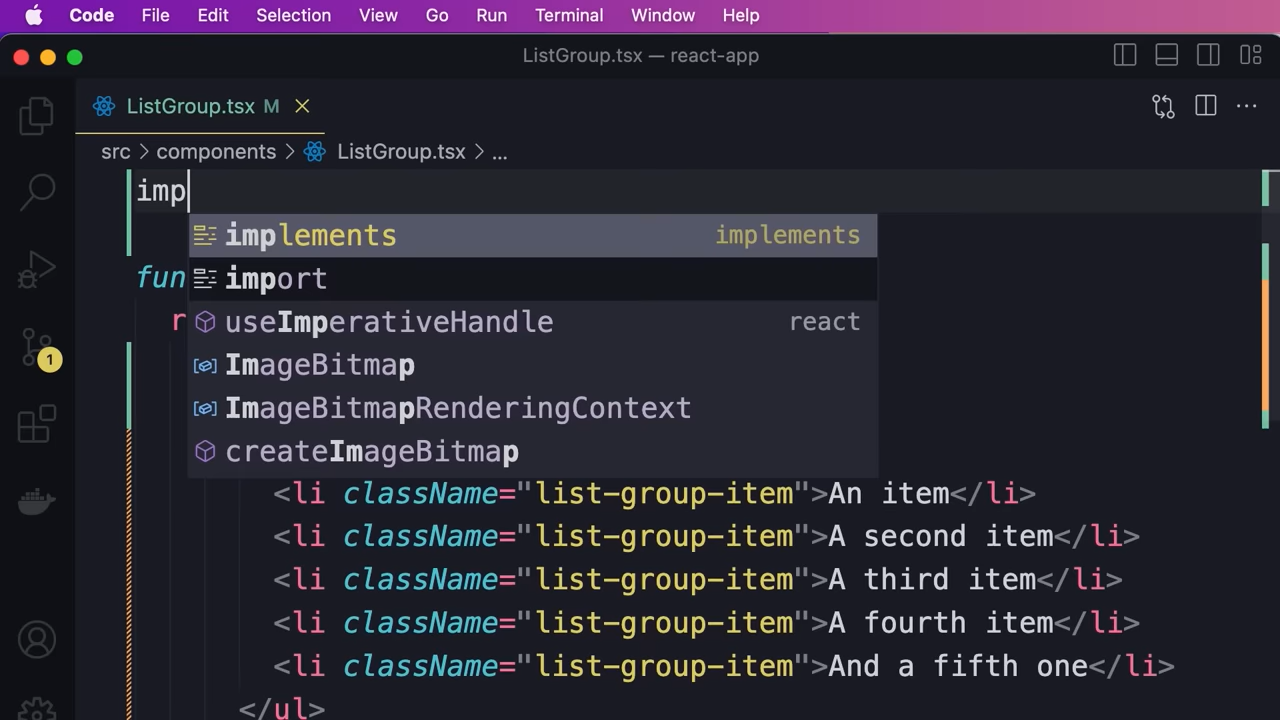 Code File Edit Selection View Go Run Terminal Window Help
ListGroup.tsx — react-app
ListGroup.tsx M
src > components > ListGroup.tsx > ...
imp
implements implements
fun
import
r
useImperativeHandle react
1
ImageBitmap
ImageBitmapRenderingContext
createImageBitmap
<li className="list-group-item">An item</li>
<li className="list-group-item">A second item</li>
<li className="list-group-item">A third item</li>
<li className="list-group-item">A fourth item</li>
<li className="list-group-item">And a fifth one</li>
</ul>